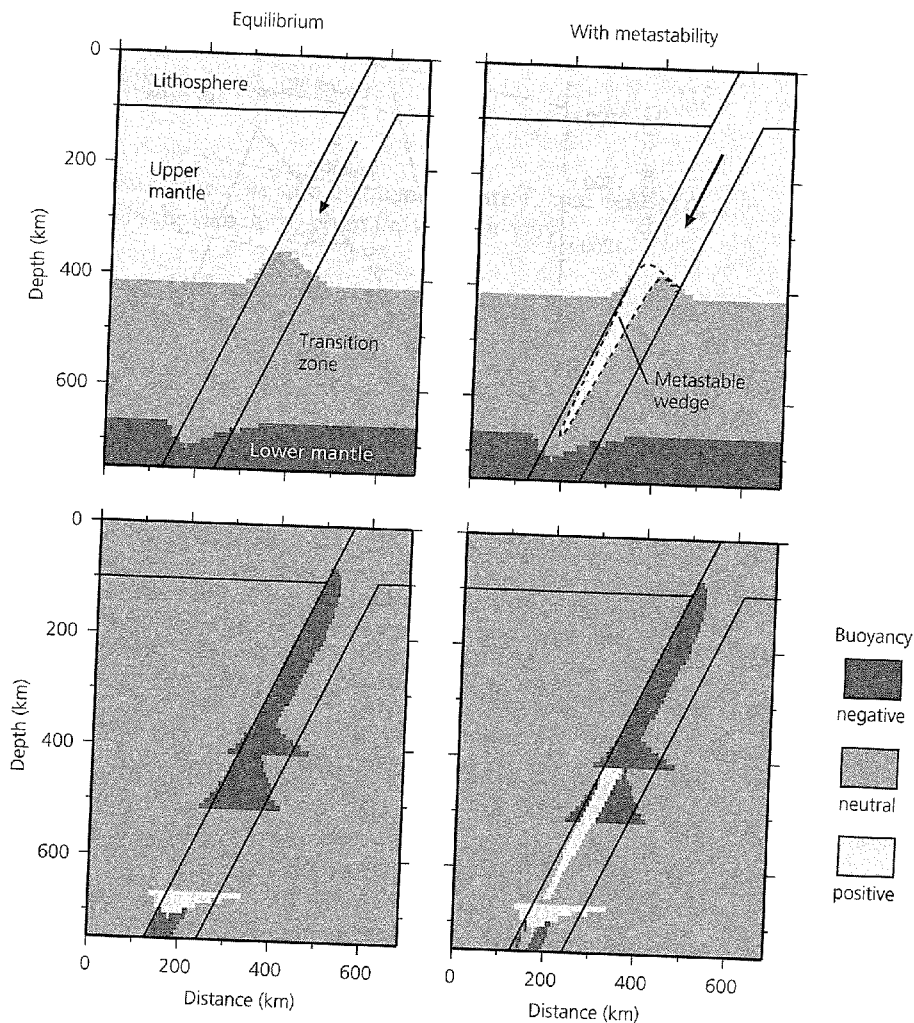 Equilibrium
With metastability
0
200
400
600
Depth (km)
Lithosphere
Upper
mantle
Transition
zone
Lower mantle
Metastable
wedge
0
200
400
600
Depth (km)
0
200
400
600
Distance (km)
0
200
400
600
Distance (km)
Buoyancy
negative
neutral
positive